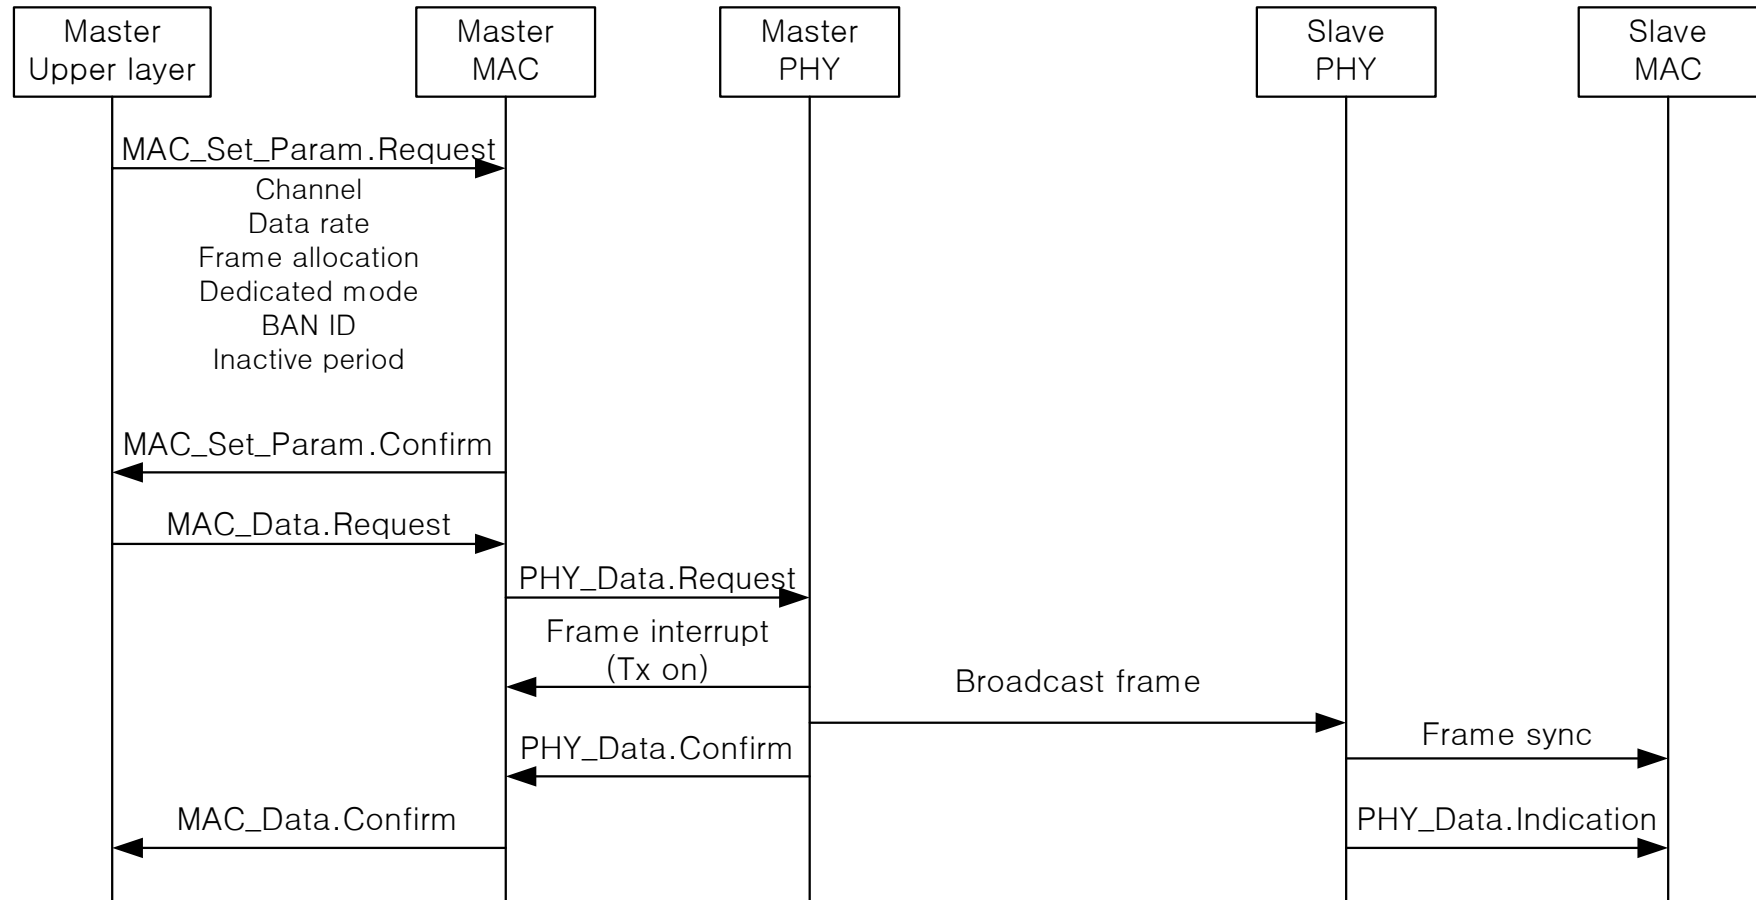 Master
Upper layer
Master
MAC
Master
PHY
Slave
PHY
Slave
MAC
MAC_Set_Param.Request
Channel
Data rate
Frame allocation
Dedicated mode
BAN ID
Inactive period
MAC_Set_Param.Confirm
MAC_Data.Request
PHY_Data.Request
Frame interrupt
(Tx on)
Broadcast frame
Frame sync
PHY_Data.Confirm
MAC_Data.Confirm
PHY_Data.Indication